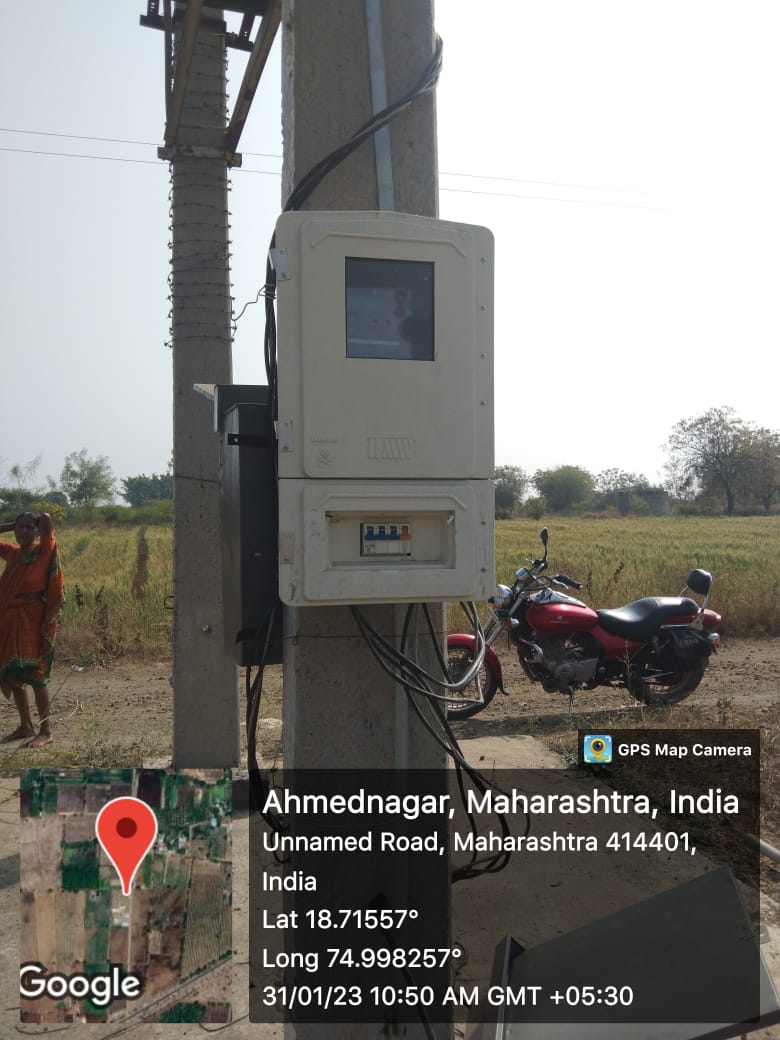 GPS Map Camera
Ahmednagar, Maharashtra, India
Unnamed Road, Maharashtra 414401,
India
Lat 18.71557°
Long 74.998257°
31/01/23 10:50 AM GMT +05:30
Google